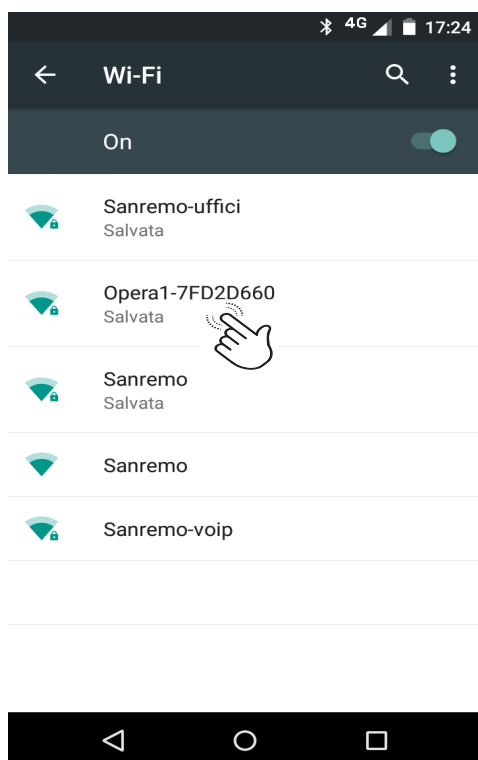 4G 17:24
Wi-Fi
On
Sanremo-uffici
Salvata
Opera1-7FD2D660
Salvata
Sanremo
Salvata
Sanremo
Sanremo-voip